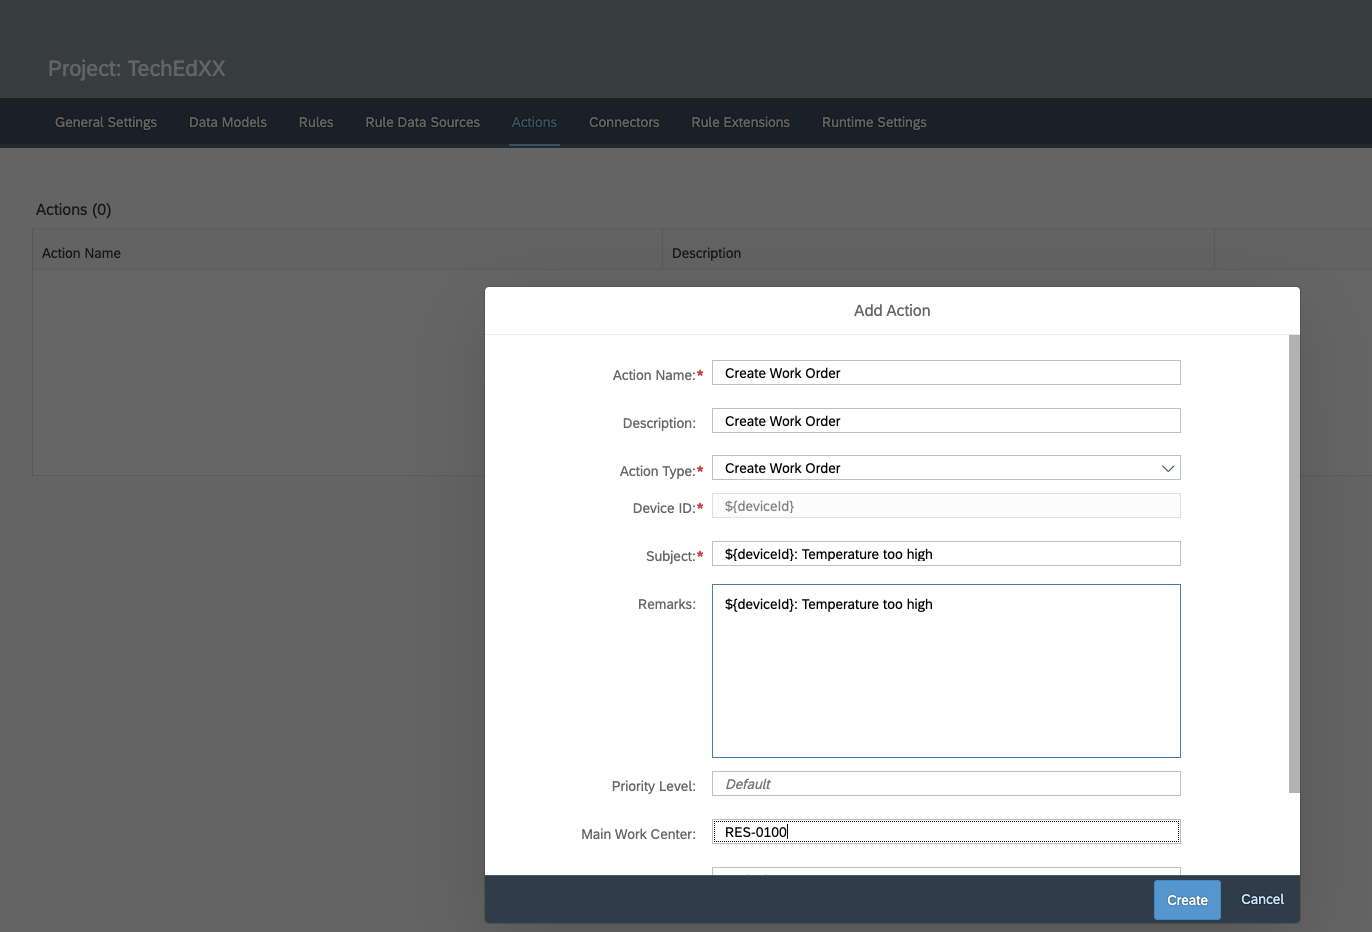 Project: TechEdXX
General Settings Data Models Rules Rule Data Sources Actions Connectors Rule Extensions Runtime Settings
Actions (0)
Action Name Description
Add Action
Action Name:* Create Work Order
Description: Create Work Order
Action Type:* Create Work Order
Device ID:* ${deviceId}
Subject:* ${deviceId}: Temperature too high
Remarks: ${deviceId}: Temperature too high
Priority Level: Default
Main Work Center: RES-0100
Create Cancel